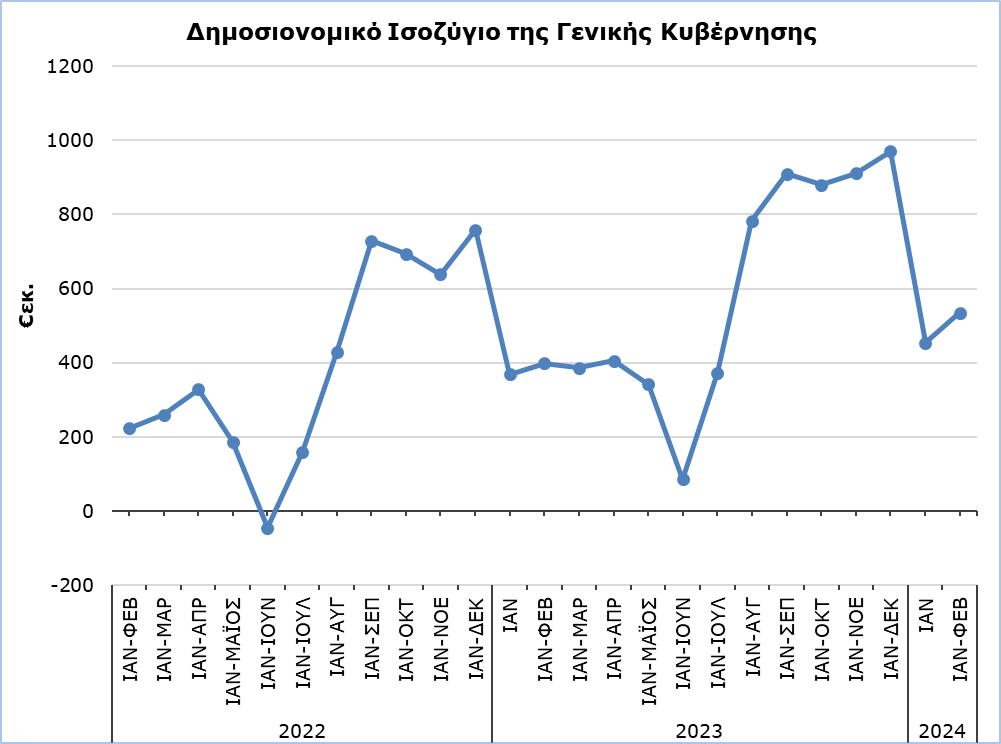 Δημοσιονομικό Ισοζύγιο της Γενικής Κυβέρνησης
€εκ.
1200
1000
800
600
400
200
0
-200
ΙΑΝ-ΦΕΒ
ΙΑΝ-ΜΑΡ
ΙΑΝ-ΑΠΡ
ΙΑΝ-ΜΑΪΟΣ
ΙΑΝ-ΙΟΥΝ
ΙΑΝ-ΙΟΥΛ
ΙΑΝ-ΑΥΓ
ΙΑΝ-ΣΕΠ
ΙΑΝ-ΟΚΤ
ΙΑΝ-ΝΟΕ
ΙΑΝ-ΔΕΚ
ΙΑΝ
ΙΑΝ-ΦΕΒ
ΙΑΝ-ΜΑΡ
ΙΑΝ-ΑΠΡ
ΙΑΝ-ΜΑΪΟΣ
ΙΑΝ-ΙΟΥΝ
ΙΑΝ-ΙΟΥΛ
ΙΑΝ-ΑΥΓ
ΙΑΝ-ΣΕΠ
ΙΑΝ-ΟΚΤ
ΙΑΝ-ΝΟΕ
ΙΑΝ-ΔΕΚ
ΙΑΝ
ΙΑΝ-ΦΕΒ
2022
2023
2024